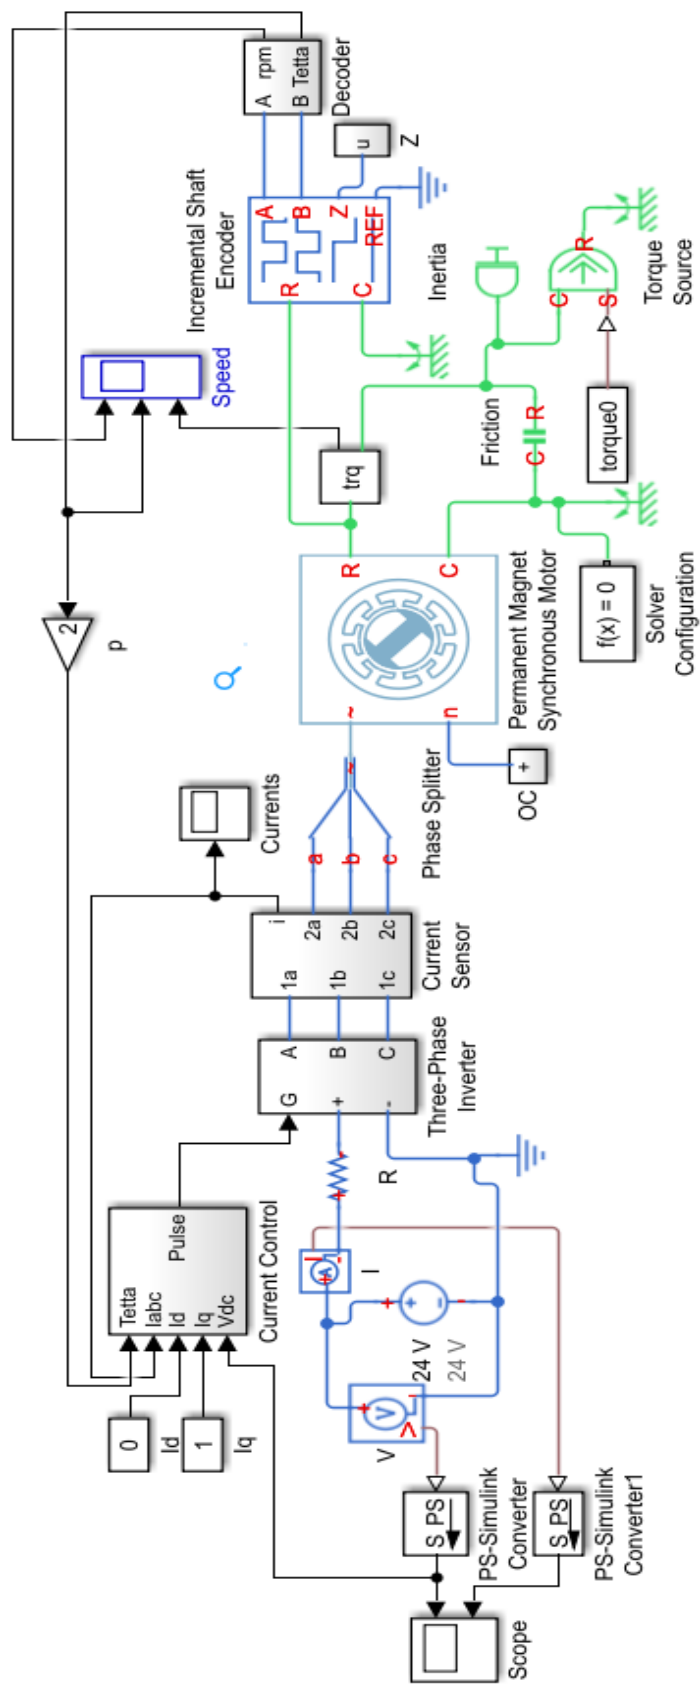 Scope
S PS
PS-Simulink
Converter
S PS
PS-Simulink
Converter1
0
Id
1
Iq
Tetta
Iabc
Id
Iq
Vdc
Pulse
Current Control
V
V
+
-
24 V
24 V
+
-
+
-
A
I
+
-
I
+
-
R
G
+
-
A
B
C
Three-Phase
Inverter
1a
1b
1c
i
2a
2b
2c
Current
Sensor
Currents
a
b
c
~
Phase Splitter
+
OC
2
p
~
n
R
C
Permanent Magnet
Synchronous Motor
f(x) = 0
Solver
Configuration
trq
Speed
Friction
C
R
torque0
Inertia
C
S
R
Torque
Source
Incremental Shaft
Encoder
R
C
A
B
Z
REF
u
Z
A
rpm
B
Tetta
Decoder